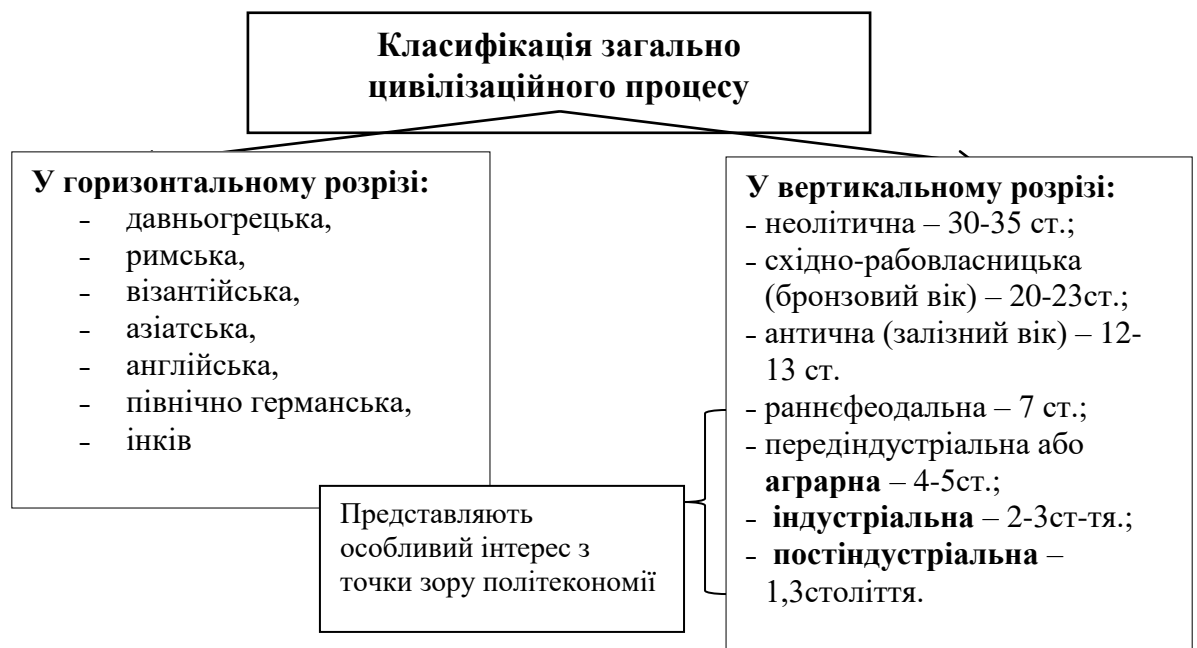 Класифікація загально
цивілізаційного процесу
У горизонтальному розрізі:
- давньогрецька,
- римська,
- візантійська,
- азіатська,
- англійська,
- північно германська,
- інків
Представляють
особливий інтерес з
точки зору політекономії
У вертикальному розрізі:
- неолітична – 30-35 ст.;
- східно-рабовласницька
(бронзовий вік) – 20-23ст.;
- антична (залізний вік) – 12-
13 ст.
- раннєфеодальна – 7 ст.;
- передіндустріальна або
аграрна – 4-5ст.;
- індустріальна – 2-3ст-тя.;
- постіндустріальна –
1,3століття.